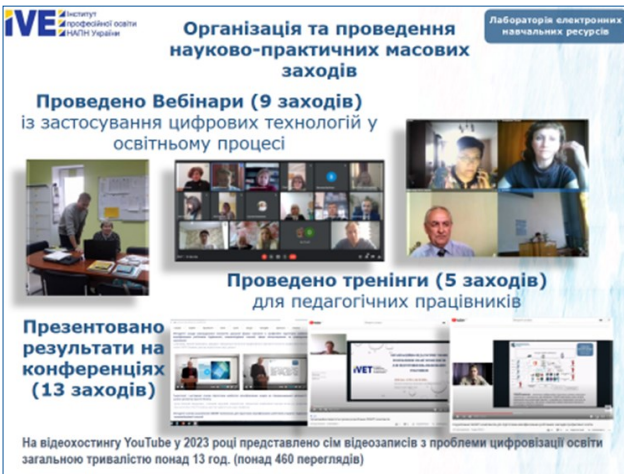 IVE
Інститут
професійної освіти
НАПН України
Лабораторія електронних
навчальних ресурсів
Організація та проведення
науково-практичних масових
заходів
Проведено Вебінари (9 заходів)
із застосування цифрових технологій у
освітньому процесі
Проведено тренінги (5 заходів)
для педагогічних працівників
Презентовано
результати на
конференціях
(13 заходів)
iVET
На відеохостингу YouTube у 2023 році представлено сім відеозаписів з проблеми цифровізації освіти
загальною тривалістю понад 13 год. (понад 460 переглядів)